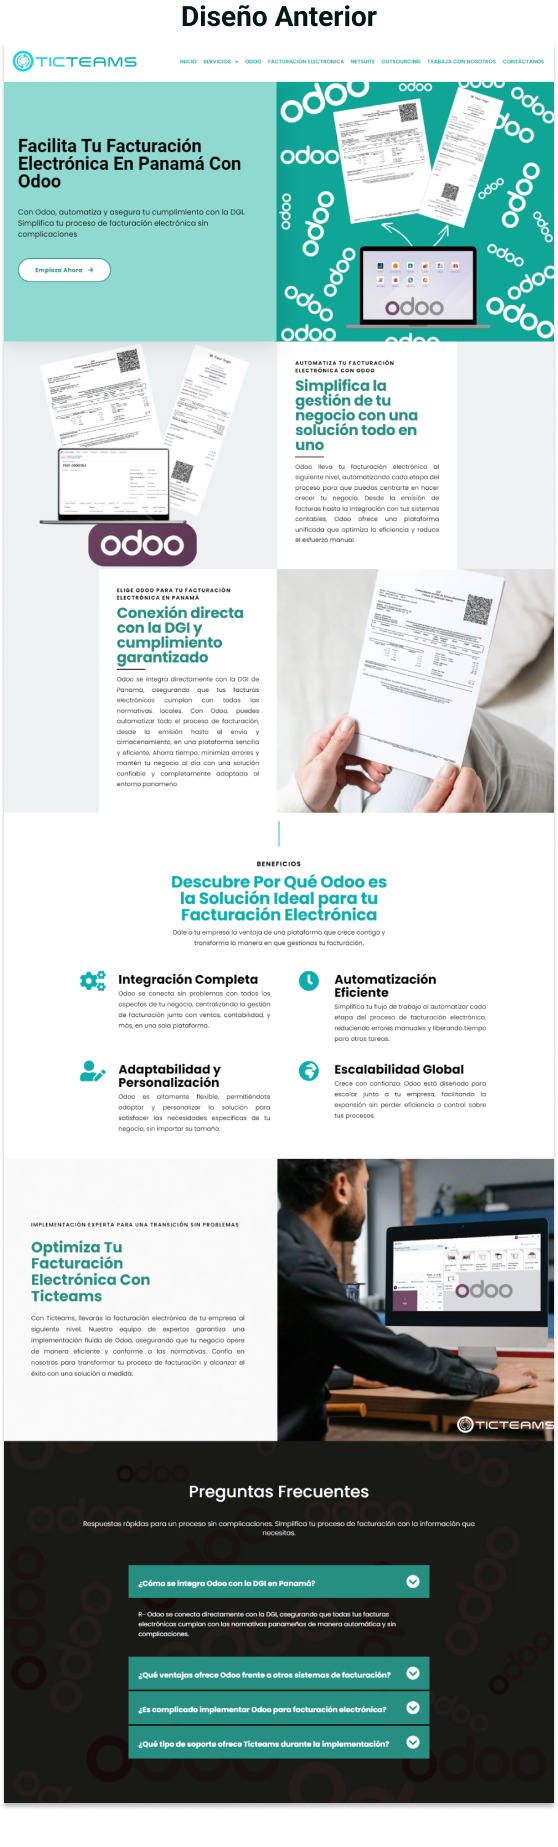 Diseño Anterior
TICTEAMS
INICIO SERVICIOS ODOO FACTURACIÓN ELECTRÓNICA NETSUITE OUTSOURCING TRABAJA CON NOSOTROS CONTÁCTANOS
Facilita Tu Facturación
Electrónica En Panamá Con
Odoo
Con Odoo, automatiza y asegura tu cumplimiento con la DGI.
Simplifica tu proceso de facturación electrónica sin
complicaciones
Empieza Ahora
odoo
odoo
AUTOMATIZA TU FACTURACIÓN
ELECTRÓNICA CON ODOO
Simplifica la
gestión de tu
negocio con una
solución todo en
uno
Odoo lleva tu facturación electrónica al
siguiente nivel, automatizando cada etapa del
proceso para que puedas centrarte en hacer
crecer tu negocio. Desde la emisión de
facturas hasta la integración con tus sistemas
contables, Odoo ofrece una plataforma
unificada que optimiza la eficiencia y reduce
el esfuerzo manual.
ELIGE ODOO PARA TU FACTURACIÓN
ELECTRÓNICA EN PANAMÁ
Conexión directa
con la DGI y
cumplimiento
garantizado
Odoo se integra directamente con la DGI de
Panamá, asegurando que tus facturas
electrónicas cumplan con todas las
normativas locales. Con Odoo, puedes
automatizar todo el proceso de facturación,
desde la emisión hasta el envío y
almacenamiento, en una plataforma sencilla
y eficiente. Ahorra tiempo, minimiza errores y
mantén tu negocio al día con una solución
confiable y completamente adaptada al
entorno panameño.
BENEFICIOS
Descubre Por Qué Odoo es
la Solución Ideal para tu
Facturación Electrónica
Dale a tu empresa la ventaja de una plataforma que crece contigo y
transforma la manera en que gestionas tu facturación.
Integración Completa
Odoo se conecta sin problemas con todos los
aspectos de tu negocio, centralizando la gestión
de facturación junto con ventas, contabilidad, y
más, en una sola plataforma.
Automatización
Eficiente
Simplifica tu flujo de trabajo al automatizar cada
etapa del proceso de facturación electrónica,
reduciendo errores manuales y liberando tiempo
para otras tareas.
Adaptabilidad y
Personalización
Odoo es altamente flexible, permitiéndote
adaptar y personalizar la solución para
satisfacer las necesidades específicas de tu
negocio, sin importar su tamaño.
Escalabilidad Global
Crece con confianza. Odoo está diseñado para
escalar junto a tu empresa, facilitando la
expansión sin perder eficiencia o control sobre
tus procesos.
IMPLEMENTACIÓN EXPERTA PARA UNA TRANSICIÓN SIN PROBLEMAS
Optimiza Tu
Facturación
Electrónica Con
Ticteams
Con Ticteams, llevarás la facturación electrónica de tu empresa al
siguiente nivel. Nuestro equipo de expertos garantiza una
implementación fluida de Odoo, asegurando que tu negocio opere
de manera eficiente y conforme a las normativas. Confía en
nosotros para transformar tu proceso de facturación y alcanzar el
éxito con una solución a medida.
odoo
TICTEAMS
Preguntas Frecuentes
Respuestas rápidas para un proceso sin complicaciones. Simplifica tu proceso de facturación con la información que
necesitas.
¿Cómo se integra Odoo con la DGI en Panamá?
R- Odoo se conecta directamente con la DGI, asegurando que todas tus facturas
electrónicas cumplan con las normativas panameñas de manera automática y sin
complicaciones.
¿Qué ventajas ofrece Odoo frente a otros sistemas de facturación?
¿Es complicado implementar Odoo para facturación electrónica?
¿Qué tipo de soporte ofrece Ticteams durante la implementación?